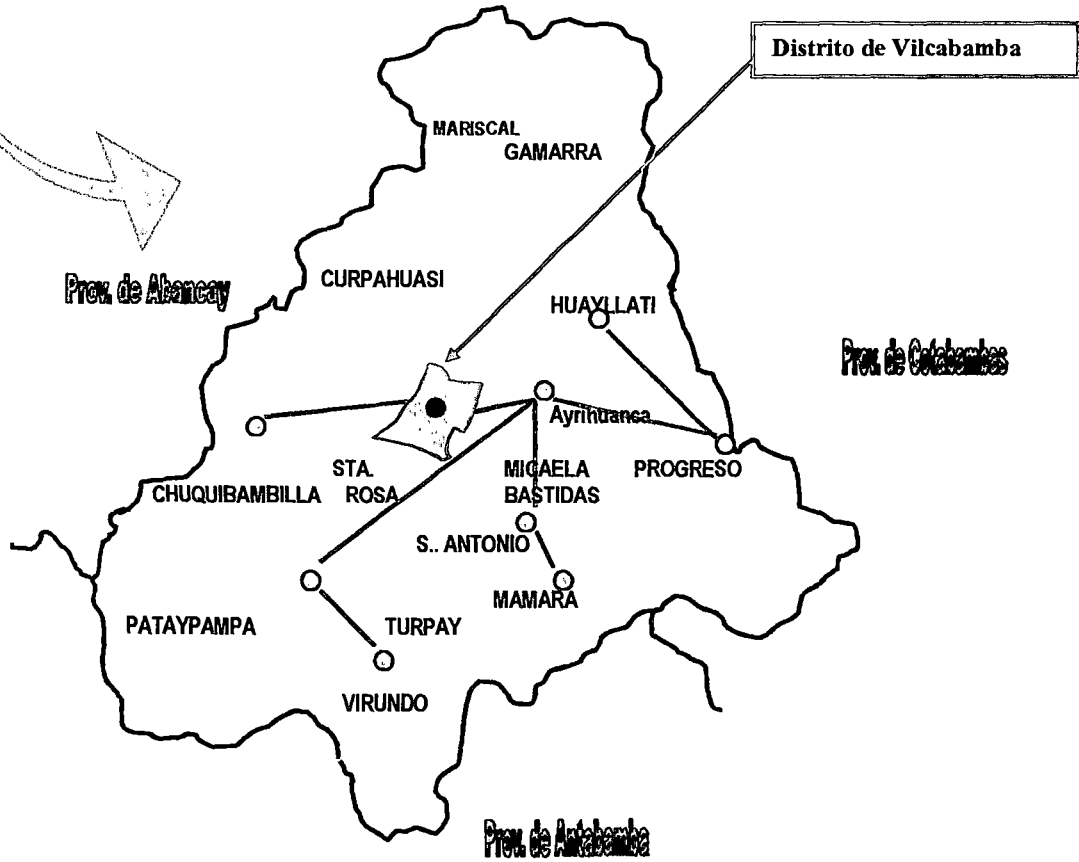 Distrito de Vilcabamba
MARISCAL
GAMARRA
Prov. de Abancay
CURPAHUASI
HUAYLLATI
Prov. de Cotabambas
Ayrihuanca
STA.
ROSA
MICAELA
BASTIDAS
PROGRESO
CHUQUIBAMBILLA
S.. ANTONIO
MAMARA
PATAYPAMPA
TURPAY
VIRUNDO
Prov. de Antabamba